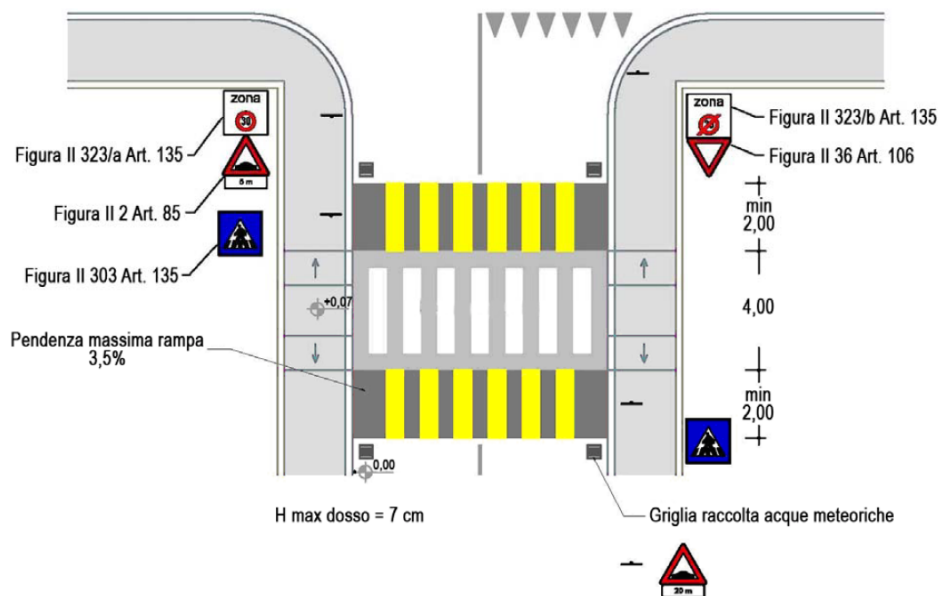 zona
30
Figura II 323/a Art. 135
5 m
Figura II 2 Art. 85
Figura II 303 Art. 135
+0,07
Pendenza massima rampa
3,5%
0,00
H max dosso = 7 cm
zona
Figura II 323/b Art. 135
Figura II 36 Art. 106
min
2,00
4,00
min
2,00
Griglia raccolta acque meteoriche
20 m